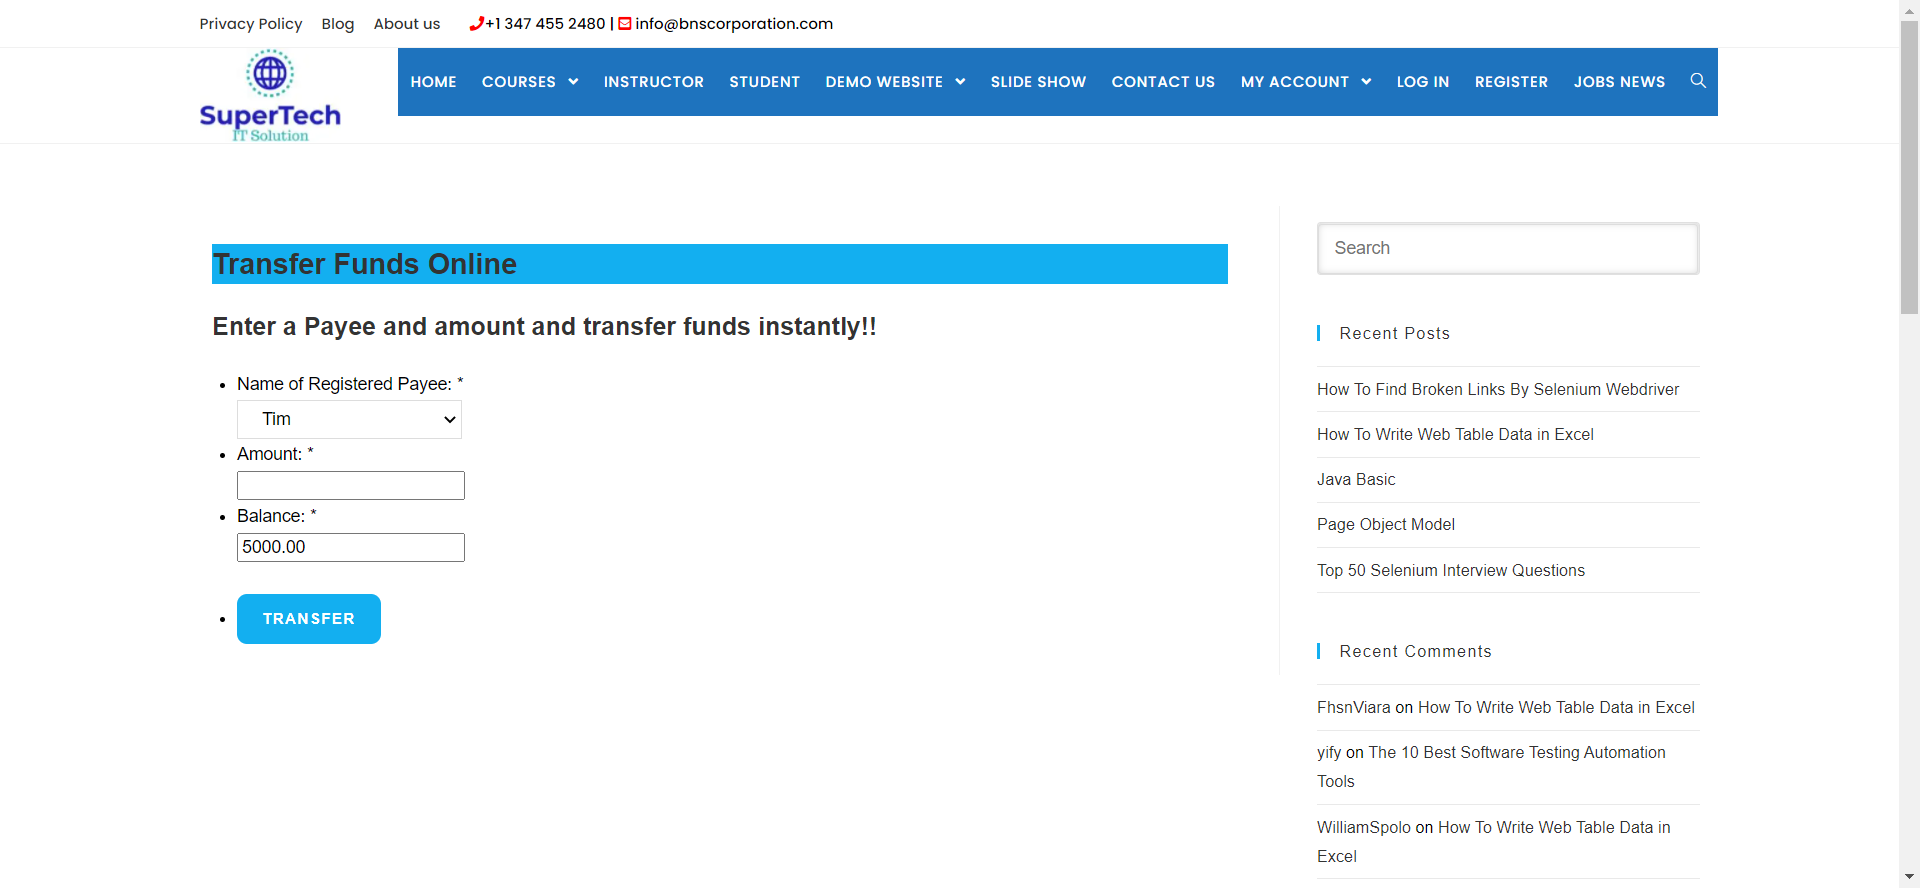 Privacy Policy Blog About us +1 347 455 2480 | info@bnscorporation.com
SuperTech
IT Solution
HOME COURSES INSTRUCTOR STUDENT DEMO WEBSITE SLIDE SHOW CONTACT US MY ACCOUNT LOG IN REGISTER JOBS NEWS
Transfer Funds Online
Enter a Payee and amount and transfer funds instantly!!
Name of Registered Payee: *
Tim
Amount: *
Balance: *
5000.00
TRANSFER
Search
Recent Posts
How To Find Broken Links By Selenium Webdriver
How To Write Web Table Data in Excel
Java Basic
Page Object Model
Top 50 Selenium Interview Questions
Recent Comments
FhsnViara on How To Write Web Table Data in Excel
yify on The 10 Best Software Testing Automation
Tools
WilliamSpolo on How To Write Web Table Data in
Excel